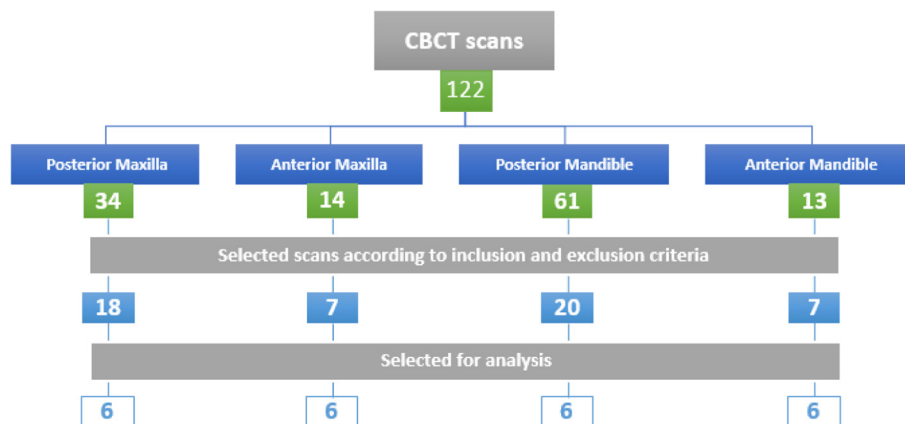 CBCT scans
122
Posterior Maxilla Anterior Maxilla Posterior Mandible Anterior Mandible
34 14 61 13
Selected scans according to inclusion and exclusion criteria
18 7 20 7
Selected for analysis
6 6 6 6